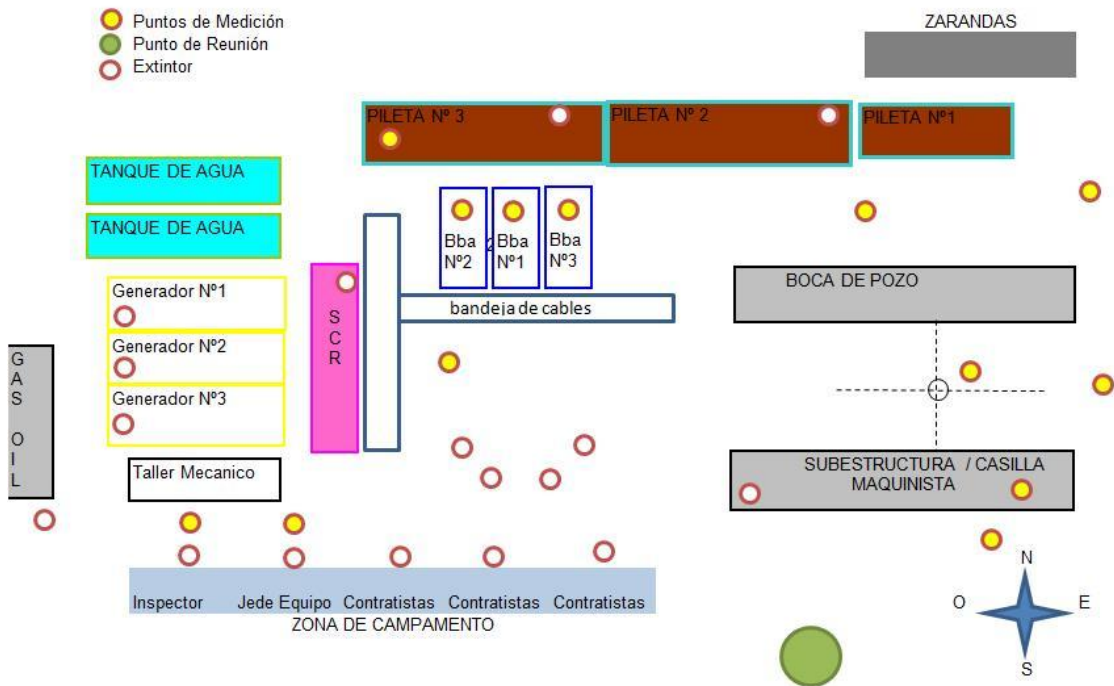 Puntos de Medición
Punto de Reunión
Extintor
ZARANDAS
PILETA Nº 3
PILETA Nº 2
PILETA Nº1
TANQUE DE AGUA
TANQUE DE AGUA
Bba
Nº2
2
Bba
Nº1
Bba
Nº3
Generador Nº1
Generador Nº2
Generador Nº3
S
C
R
bandeja de cables
BOCA DE POZO
G
A
S
O
I
L
Taller Mecanico
SUBESTRUCTURA / CASILLA
MAQUINISTA
Inspector
Jede Equipo
Contratistas
Contratistas
Contratistas
ZONA DE CAMPAMENTO
N
O
E
S